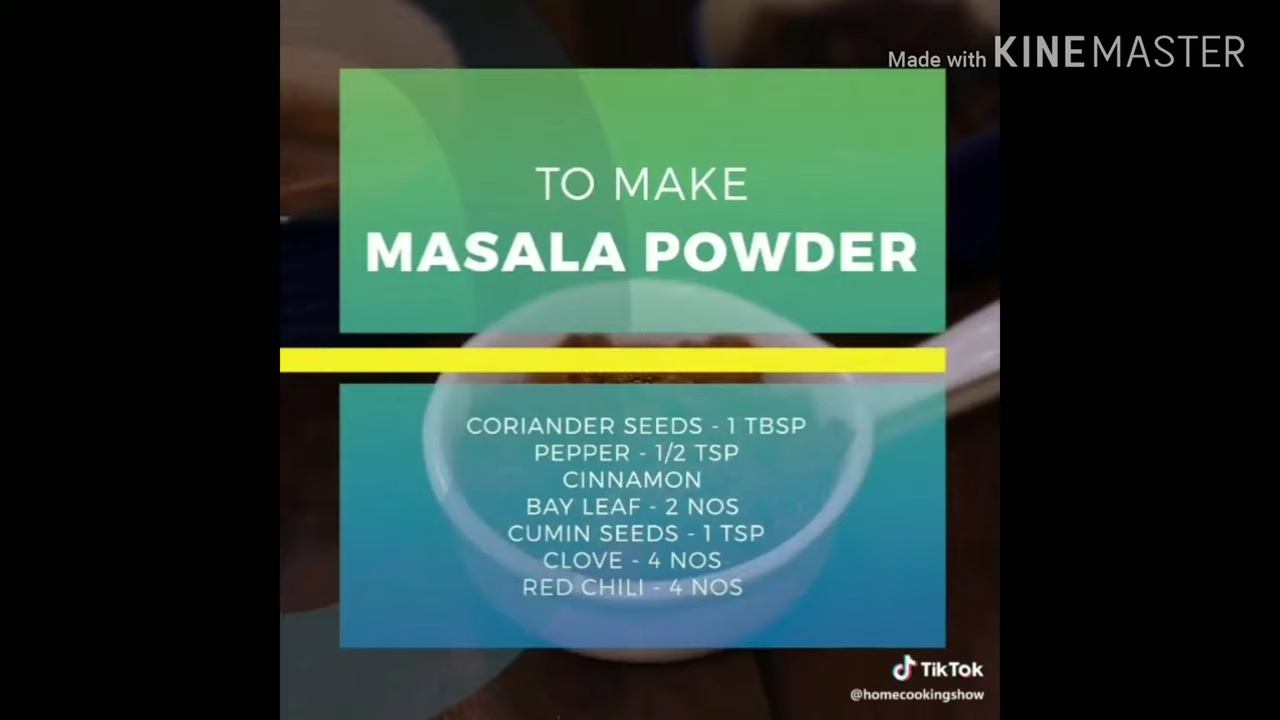 Made with KINEMASTER
TO MAKE
MASALA POWDER
CORIANDER SEEDS - 1 TBSP
PEPPER - 1/2 TSP
CINNAMON
BAY LEAF - 2 NOS
CUMIN SEEDS - 1 TSP
CLOVE - 4 NOS
RED CHILI - 4 NOS
TikTok
@homecookingshow